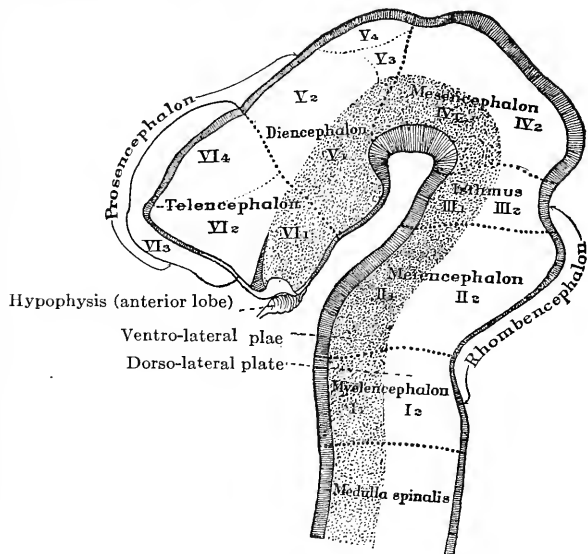 V4
V3
V2
Mesencephalon
IV1
IV2
Prosencephalon
Diencephalon
V1
VI4
Isthmus
III1 III2
-Telencephalon
VI2
VI1
VI3
Metencephalon
II1
II2
Rhombencephalon
Hypophysis (anterior lobe)
Ventro-lateral plae
Dorso-lateral plate
Myelencephalon
I1
I2
Medulla spinalis